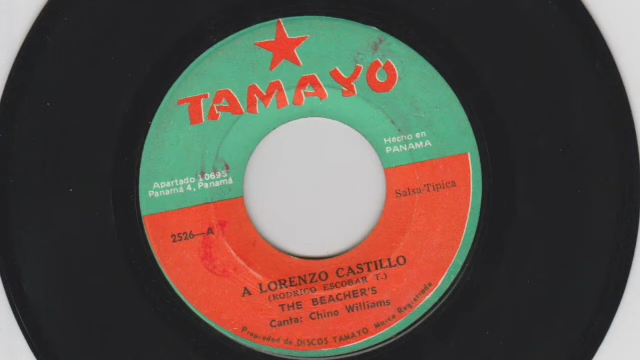 TAMAYO
Hecho en
PANAMA
Apartado 10695
Panamá 4, Panamá
Salsa-Tipica
2526-A
A LORENZO CASTILLO
(RODRIGO ESCOBAR T.)
THE BEACHER'S
Canta: Chino Williams
Propiedad de DISCOS TAMAYO. Marca Registrada